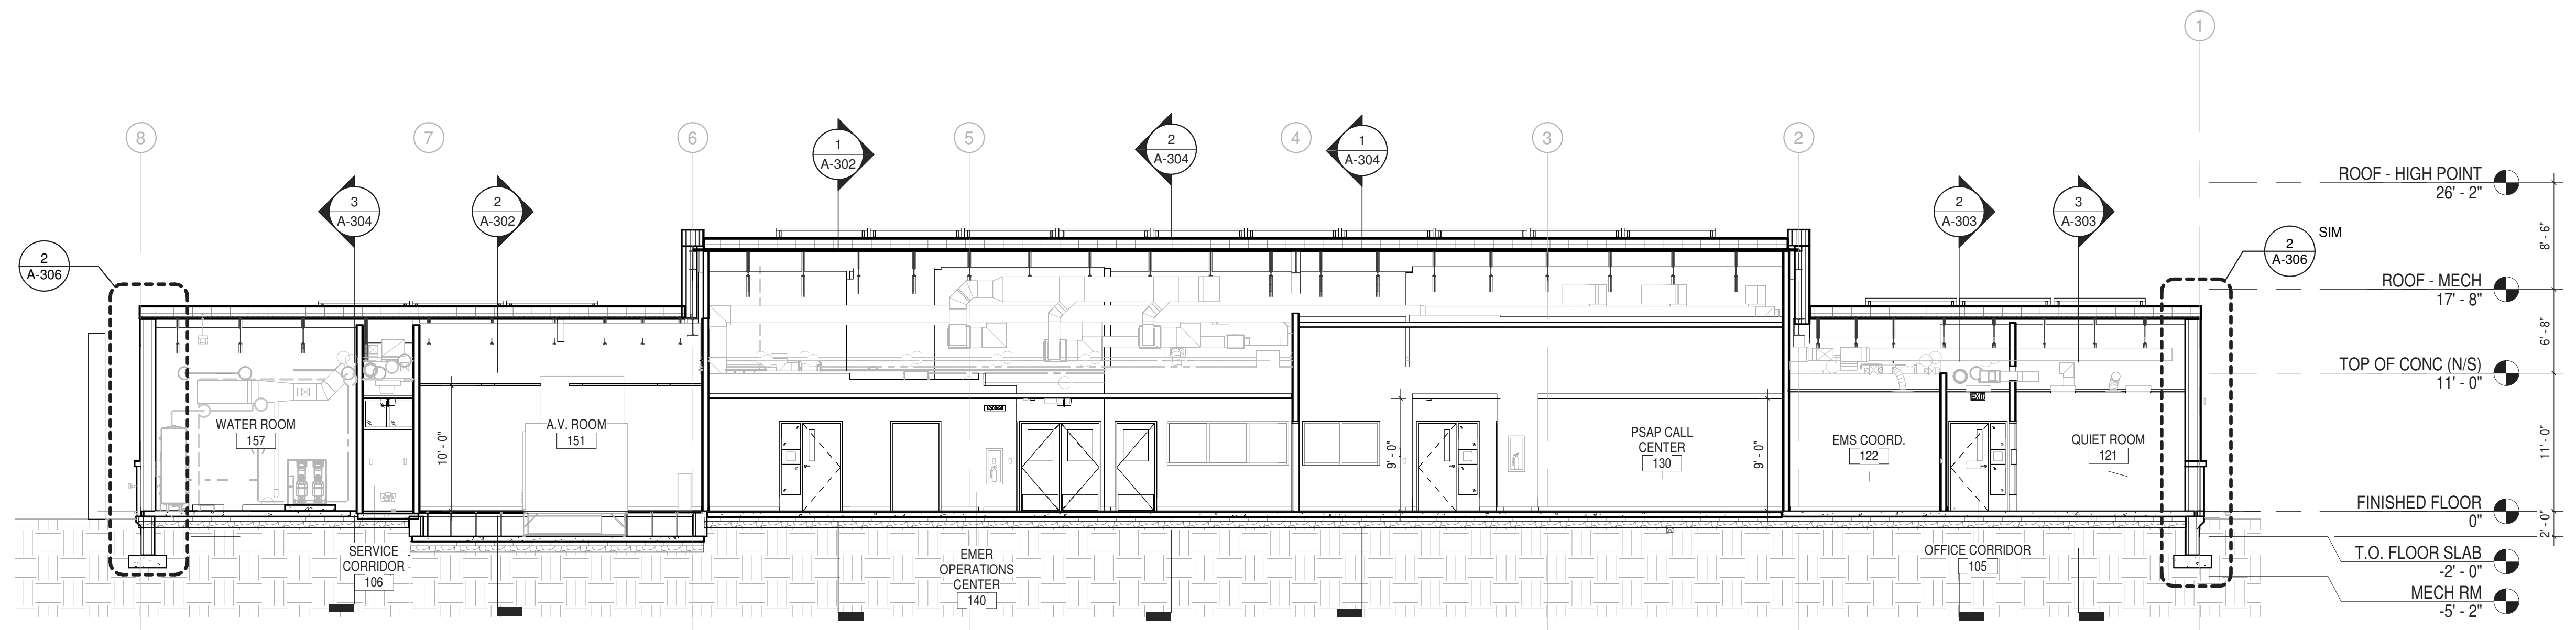 1
8
7
6
5
4
3
2
1
A-302
2
A-304
1
A-304
3
A-304
2
A-302
2
A-303
3
A-303
2
A-306
2
A-306
SIM
ROOF - HIGH POINT
26' - 2"
8' - 6"
ROOF - MECH
17' - 8"
6' - 8"
TOP OF CONC (N/S)
11' - 0"
11' - 0"
FINISHED FLOOR
0"
2' - 0"
T.O. FLOOR SLAB
-2' - 0"
MECH RM
-5' - 2"
WATER ROOM
157
10' - 0"
A.V. ROOM
151
9' - 0"
PSAP CALL
CENTER
130
9' - 0"
EMS COORD.
122
EXIT
QUIET ROOM
121
SERVICE
CORRIDOR
106
EMER
OPERATIONS
CENTER
140
OFFICE CORRIDOR
105